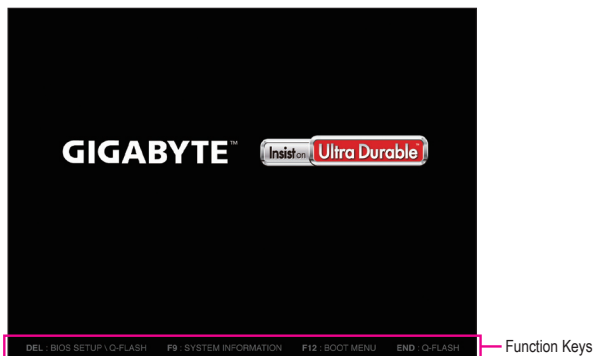 GIGABYTE™ Insist on Ultra Durable™
DEL : BIOS SETUP \ Q-FLASH F9 : SYSTEM INFORMATION F12 : BOOT MENU END : Q-FLASH
Function Keys